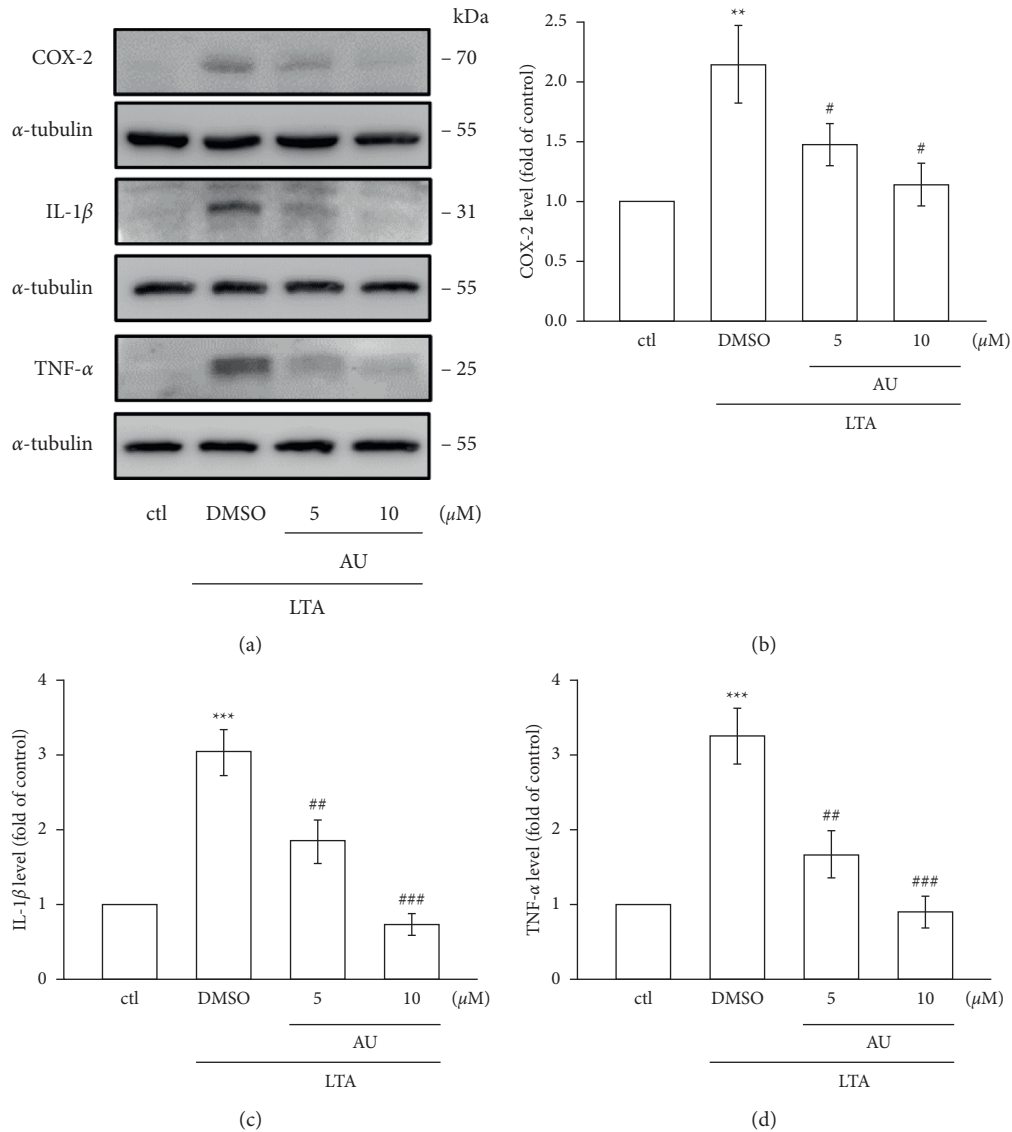 kDa
COX-2 – 70
α-tubulin – 55
IL-1β – 31
α-tubulin – 55
TNF-α – 25
α-tubulin – 55
ctl DMSO 5 10 (μM)
AU
LTA
(a)
COX-2 level (fold of control)
2.5
2.0
1.5
1.0
0.5
0.0
**
#
#
ctl DMSO 5 10 (μM)
AU
LTA
(b)
IL-1β level (fold of control)
4
3
2
1
0
***
##
###
ctl DMSO 5 10 (μM)
AU
LTA
(c)
TNF-α level (fold of control)
4
3
2
1
0
***
##
###
ctl DMSO 5 10 (μM)
AU
LTA
(d)